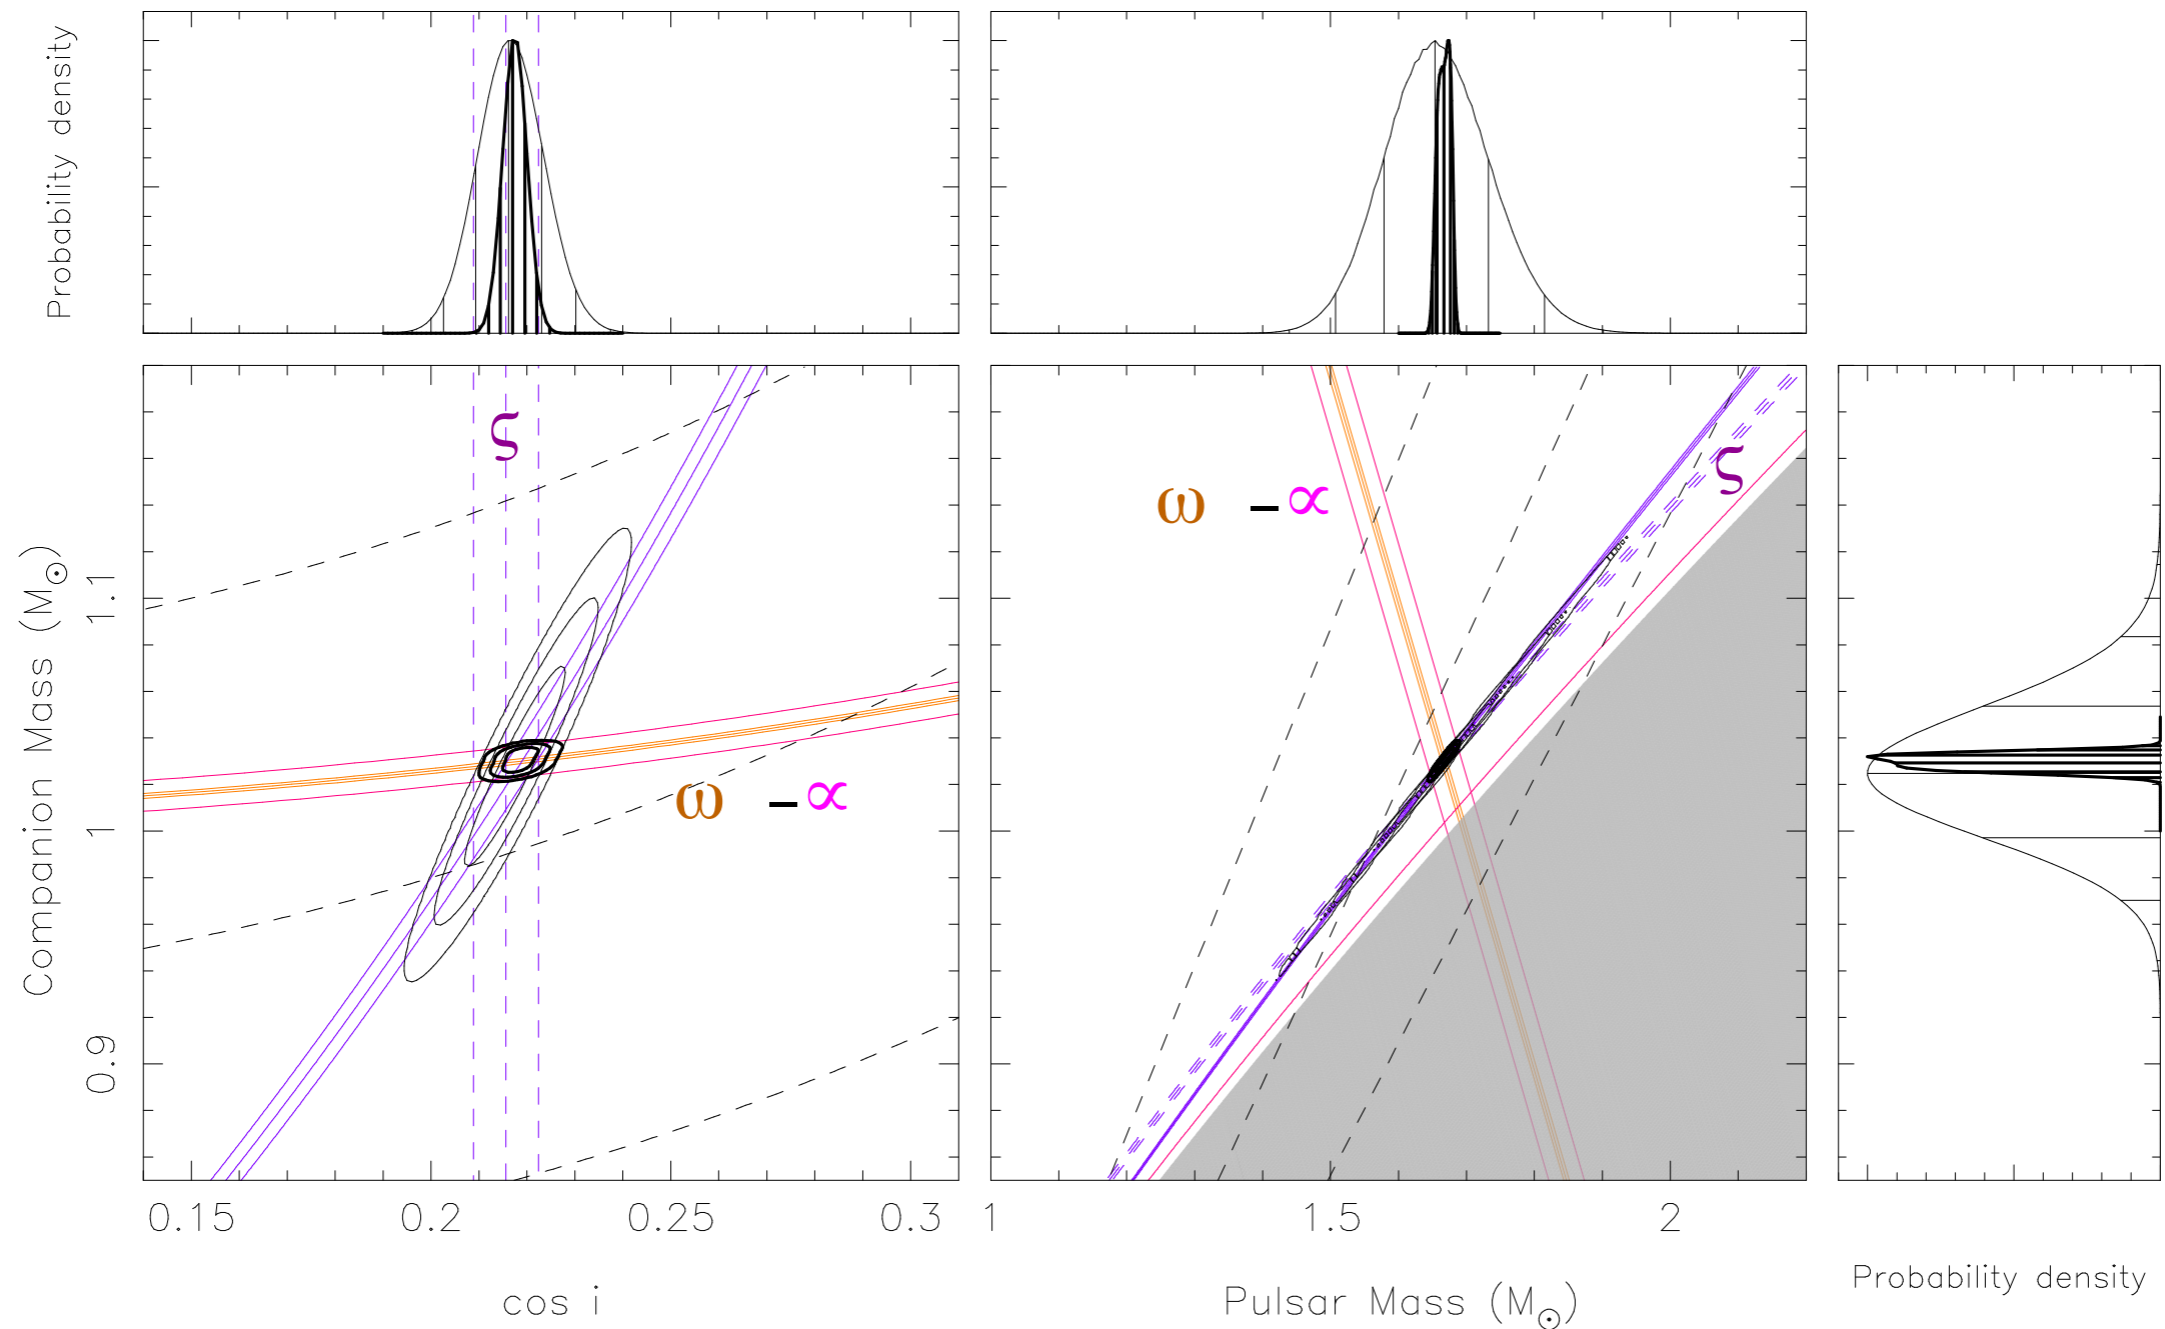 Probability density
ς
ω −∝
ω −∝
ς
Companion Mass (M⊙)
1.1
1
0.9
0.15 0.2 0.25 0.3
1 1.5 2
cos i
Pulsar Mass (M⊙)
Probability density